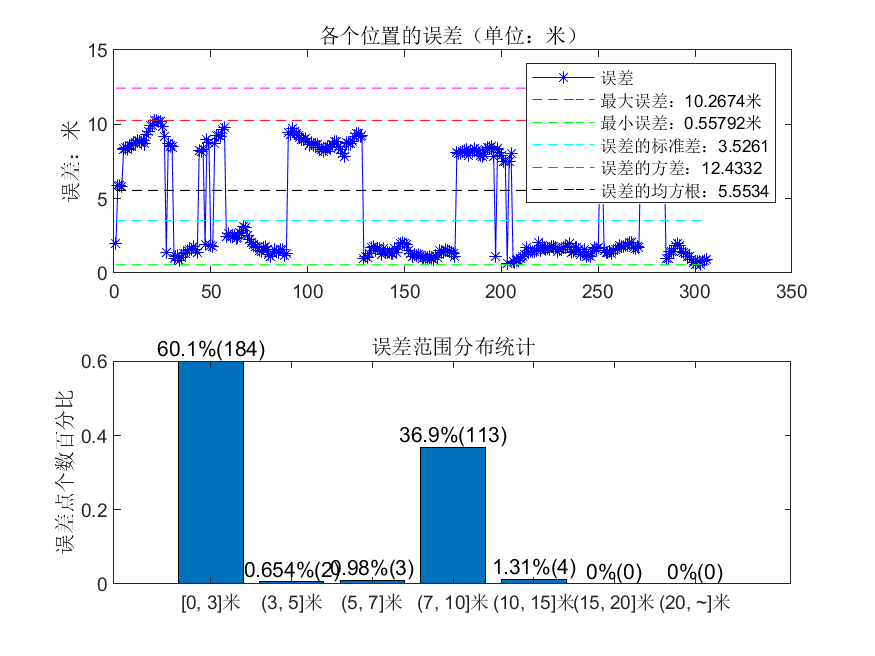 各个位置的误差（单位：米）
15
10
5
0
误差：米
误差
最大误差：10.2674米
最小误差：0.55792米
误差的标准差：3.5261
误差的方差：12.4332
误差的均方根：5.5534
0 50 100 150 200 250 300 350
误差范围分布统计
0.6
0.4
0.2
0
误差点个数百分比
60.1%(184)
0.654%(2)
0.98%(3)
36.9%(113)
1.31%(4)
0%(0)
0%(0)
[0, 3]米 (3, 5]米 (5, 7]米 (7, 10]米 (10, 15]米 (15, 20]米 (20, ~]米